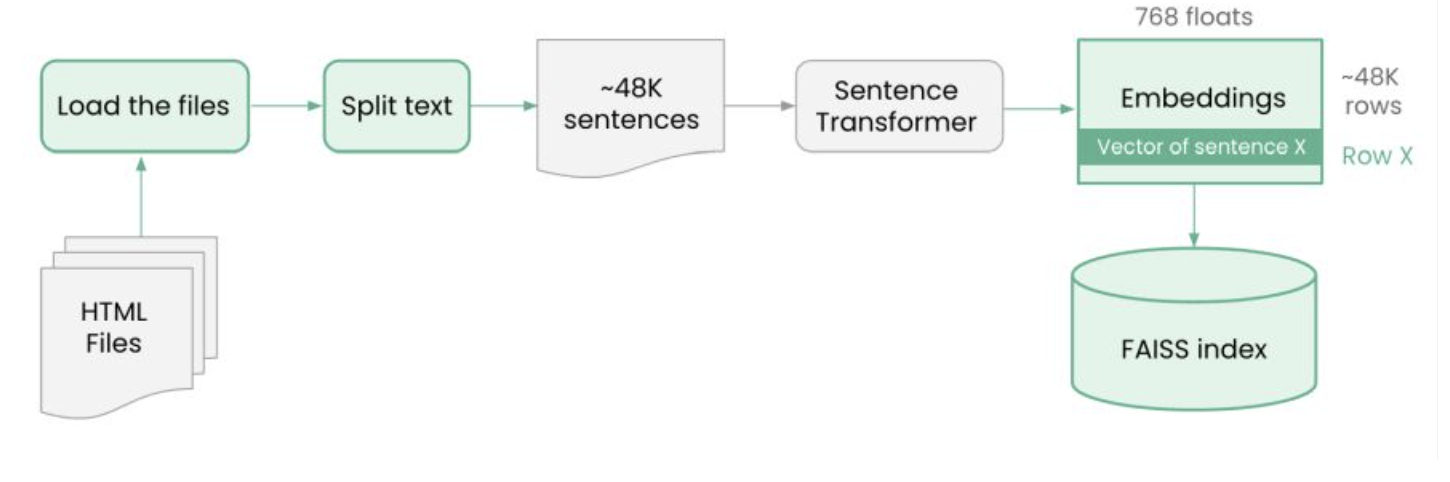 768 floats
Load the files
Split text
~48K
sentences
Sentence
Transformer
Embeddings
~48K
rows
Vector of sentence X
Row X
HTML
Files
FAISS index